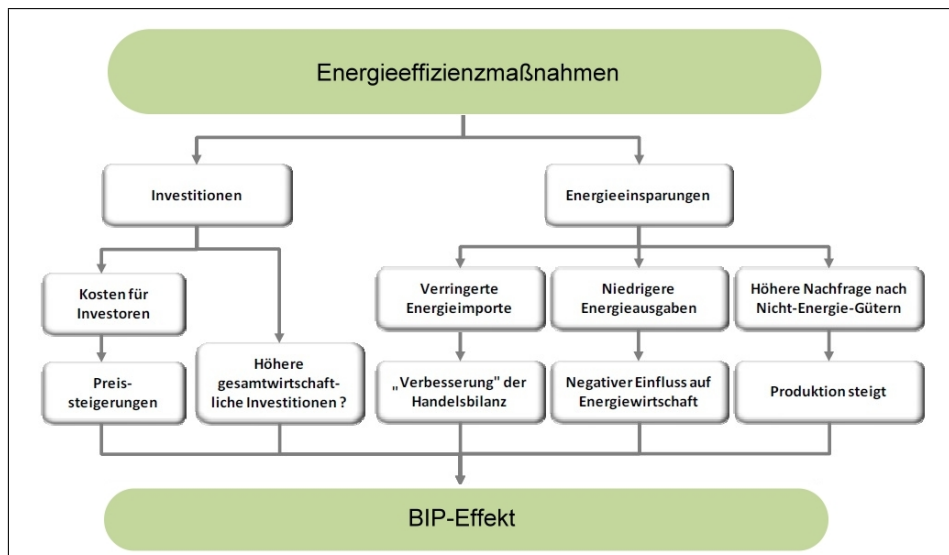 Energieeffizienzmaßnahmen
Investitionen
Energieeinsparungen
Kosten für
Investoren
Verringerte
Energieimporte
Niedrigere
Energieausgaben
Höhere Nachfrage nach
Nicht-Energie-Gütern
Preis-
steigerungen
Höhere
gesamtwirtschaft-
liche Investitionen ?
„Verbesserung" der
Handelsbilanz
Negativer Einfluss auf
Energiewirtschaft
Produktion steigt
BIP-Effekt